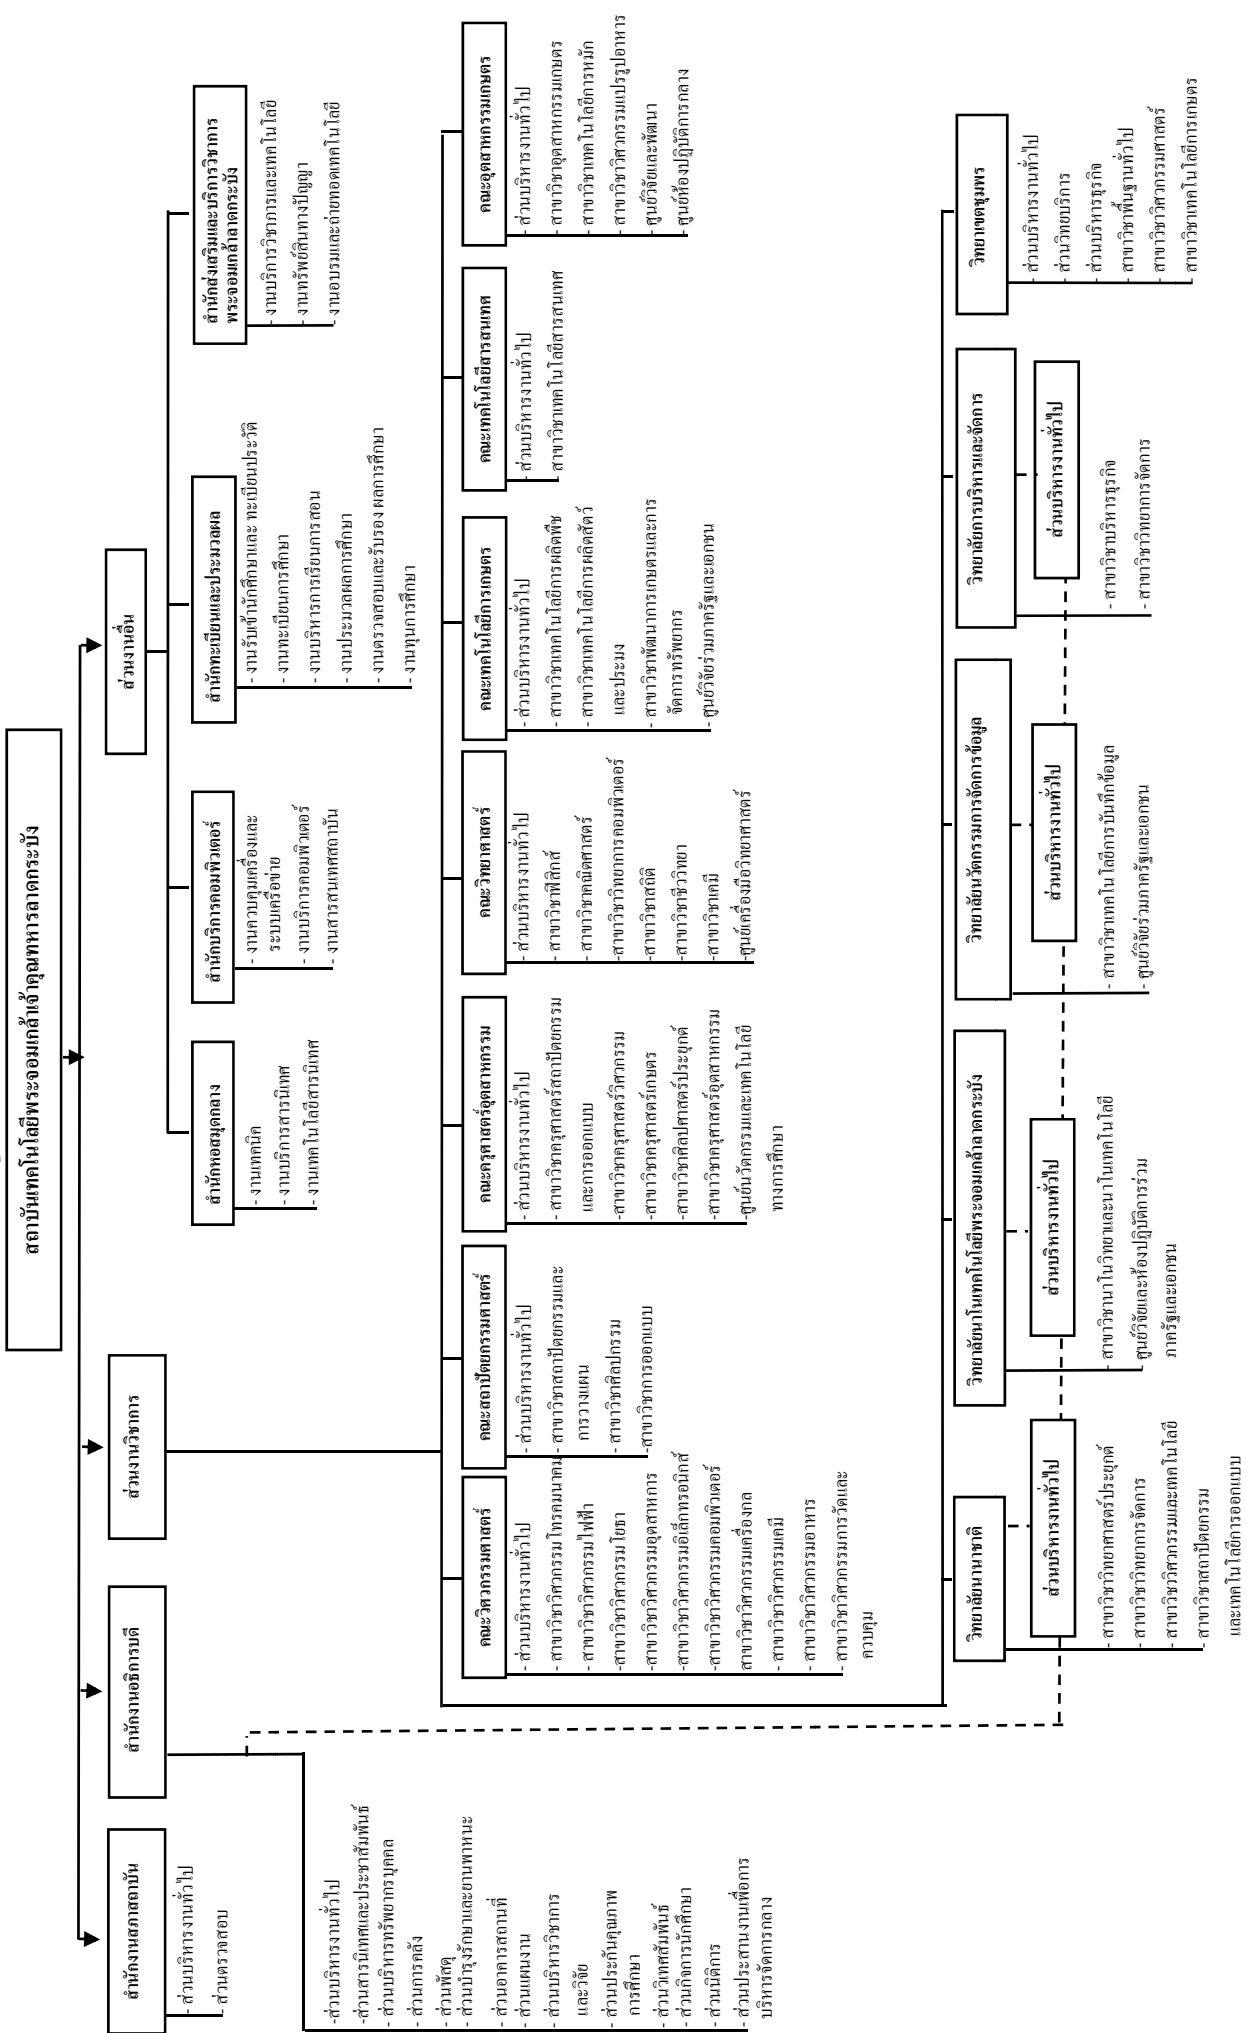 สถาบันเทคโนโลยีพระจอมเกล้าเจ้าคุณทหารลาดกระบัง
สำนักงานสภาสถาบัน
- ส่วนบริหารงานทั่วไป
- ส่วนตรวจสอบ
สำนักงานอธิการบดี
-ส่วนบริหารงานทั่วไป
-ส่วนสารนิเทศและประชาสัมพันธ์
- ส่วนบริหารทรัพยากรบุคคล
- ส่วนการคลัง
- ส่วนพัสดุ
- ส่วนบำรุงรักษาและยานพาหนะ
- ส่วนอาคารสถานที่
- ส่วนแผนงาน
- ส่วนบริหารวิชาการ
และวิจัย
- ส่วนประกันคุณภาพ
การศึกษา
- ส่วนวิเทศสัมพันธ์
- ส่วนกิจการนักศึกษา
- ส่วนนิติการ
- ส่วนประสานงานเพื่อการ
บริหารจัดการกลาง
ส่วนงานวิชาการ
ส่วนงานอื่น
สำนักหอสมุดกลาง
- งานเทคนิค
- งานบริการสารนิเทศ
- งานเทคโนโลยีสารนิเทศ
สำนักบริการคอมพิวเตอร์
- งานควบคุมเครื่องและ
ระบบเครือข่าย
- งานบริการคอมพิวเตอร์
- งานสารสนเทศสถาบัน
สำนักทะเบียนและประมวลผล
- งานรับเข้านักศึกษาและ ทะเบียนประวัติ
- งานทะเบียนการศึกษา
- งานบริหารการเรียนการสอน
- งานประมวลผลการศึกษา
- งานตรวจสอบและรับรอง ผลการศึกษา
- งานทุนการศึกษา
สำนักส่งเสริมและบริการวิชาการ
พระจอมเกล้าลาดกระบัง
- งานบริการวิชาการและเทคโนโลยี
- งานทรัพย์สินทางปัญญา
- งานอบรมและถ่ายทอดเทคโนโลยี
คณะวิศวกรรมศาสตร์
- ส่วนบริหารงานทั่วไป
- สาขาวิชาวิศวกรรมโทรคมนาคม
- สาขาวิชาวิศวกรรมไฟฟ้า
-สาขาวิชาวิศวกรรมโยธา
-สาขาวิชาวิศวกรรมอุตสาหการ
-สาขาวิชาวิศวกรรมอิเล็กทรอนิกส์
-สาขาวิชาวิศวกรรมคอมพิวเตอร์
สาขาวิชาวิศวกรรมเครื่องกล
- สาขาวิชาวิศวกรรมเคมี
- สาขาวิชาวิศวกรรมอาหาร
- สาขาวิชาวิศวกรรมการวัดและ
ควบคุม
คณะสถาปัตยกรรมศาสตร์
- ส่วนบริหารงานทั่วไป
- สาขาวิชาสถาปัตยกรรมและ
การวางแผน
- สาขาวิชาศิลปกรรม
-สาขาวิชาการออกแบบ
คณะครุศาสตร์อุตสาหกรรม
- ส่วนบริหารงานทั่วไป
- สาขาวิชาครุศาสตร์สถาปัตยกรรม
และการออกแบบ
-สาขาวิชาครุศาสตร์วิศวกรรม
- สาขาวิชาครุศาสตร์เกษตร
- สาขาวิชาศิลปศาสตร์ประยุกต์
- สาขาวิชาครุศาสตร์อุตสาหกรรม
-ศูนย์นวัตกรรมและเทคโนโลยี
ทางการศึกษา
คณะวิทยาศาสตร์
- ส่วนบริหารงานทั่วไป
- สาขาวิชาฟิสิกส์
- สาขาวิชาคณิตศาสตร์
-สาขาวิชาวิทยาการคอมพิวเตอร์
-สาขาวิชาสถิติ
- สาขาวิชาชีววิทยา
- สาขาวิชาเคมี
-ศูนย์เครื่องมือวิทยาศาสตร์
คณะเทคโนโลยีการเกษตร
- ส่วนบริหารงานทั่วไป
- สาขาวิชาเทคโนโลยีการผลิตพืช
- สาขาวิชาเทคโนโลยีการผลิตสัตว์
และประมง
- สาขาวิชาพัฒนาการเกษตรและการ
จัดการทรัพยากร
- ศูนย์วิจัยร่วมภาครัฐและเอกชน
คณะเทคโนโลยีสารสนเทศ
- ส่วนบริหารงานทั่วไป
สาขาวิชาเทคโนโลยีสารสนเทศ
คณะอุตสาหกรรมเกษตร
- ส่วนบริหารงานทั่วไป
- สาขาวิชาอุตสาหกรรมเกษตร
- สาขาวิชาเทคโนโลยีการหมัก
- สาขาวิชาวิศวกรรมแปรรูปอาหาร
-ศูนย์วิจัยและพัฒนา
-ศูนย์ห้องปฏิบัติการกลาง
วิทยาลัยนานาชาติ
ส่วนบริหารงานทั่วไป
- สาขาวิชาวิทยาศาสตร์ประยุกต์
- สาขาวิชาวิทยาการจัดการ
- สาขาวิชาวิศวกรรมและเทคโนโลยี
- สาขาวิชาสถาปัตยกรรม
และเทคโนโลยีการออกแบบ
วิทยาลัยนาโนเทคโนโลยีพระจอมเกล้าลาดกระบัง
ส่วนบริหารงานทั่วไป
- สาขาวิชานาโนวิทยาและนาโนเทคโนโลยี
-ศูนย์วิจัยและห้องปฏิบัติการร่วม
ภาครัฐและเอกชน
วิทยาลัยนวัตกรรมการจัดการข้อมูล
ส่วนบริหารงานทั่วไป
- สาขาวิชาเทคโนโลยีการบันทึกข้อมูล
- ศูนย์วิจัยร่วมภาครัฐและเอกชน
วิทยาลัยการบริหารและจัดการ
ส่วนบริหารงานทั่วไป
- สาขาวิชาบริหารธุรกิจ
- สาขาวิชาวิทยาการจัดการ
วิทยาเขตชุมพร
- ส่วนบริหารงานทั่วไป
- ส่วนวิทยบริการ
- ส่วนบริหารธุรกิจ
สาขาวิชาพื้นฐานทั่วไป
- สาขาวิชาวิศวกรรมศาสตร์
- สาขาวิชาเทคโนโลยีการเกษตร